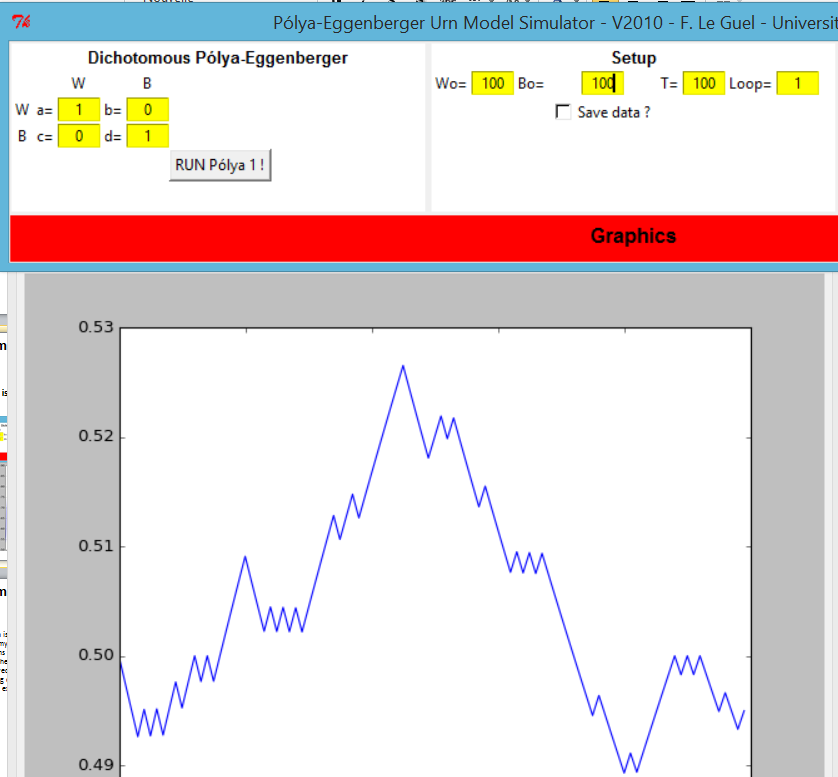 Pólya-Eggenberger Urn Model Simulator - V2010 - F. Le Guel - Universit
Dichotomous Pólya-Eggenberger
W B
W a= 1 b= 0
B c= 0 d= 1
RUN Pólya 1 !
Setup
Wo= 100 Bo= 100 T= 100 Loop= 1
Save data ?
Graphics
0.53
0.52
0.51
0.50
0.49